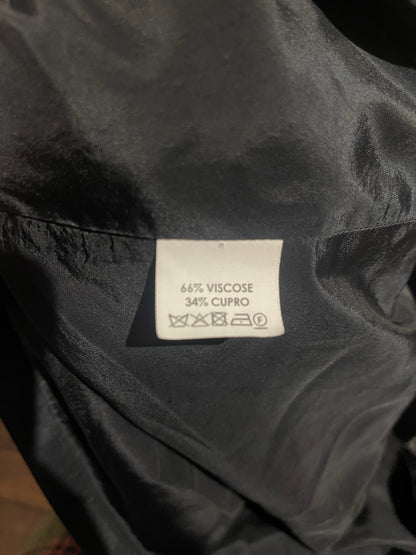 66% VISCOSE
34% CUPRO
F